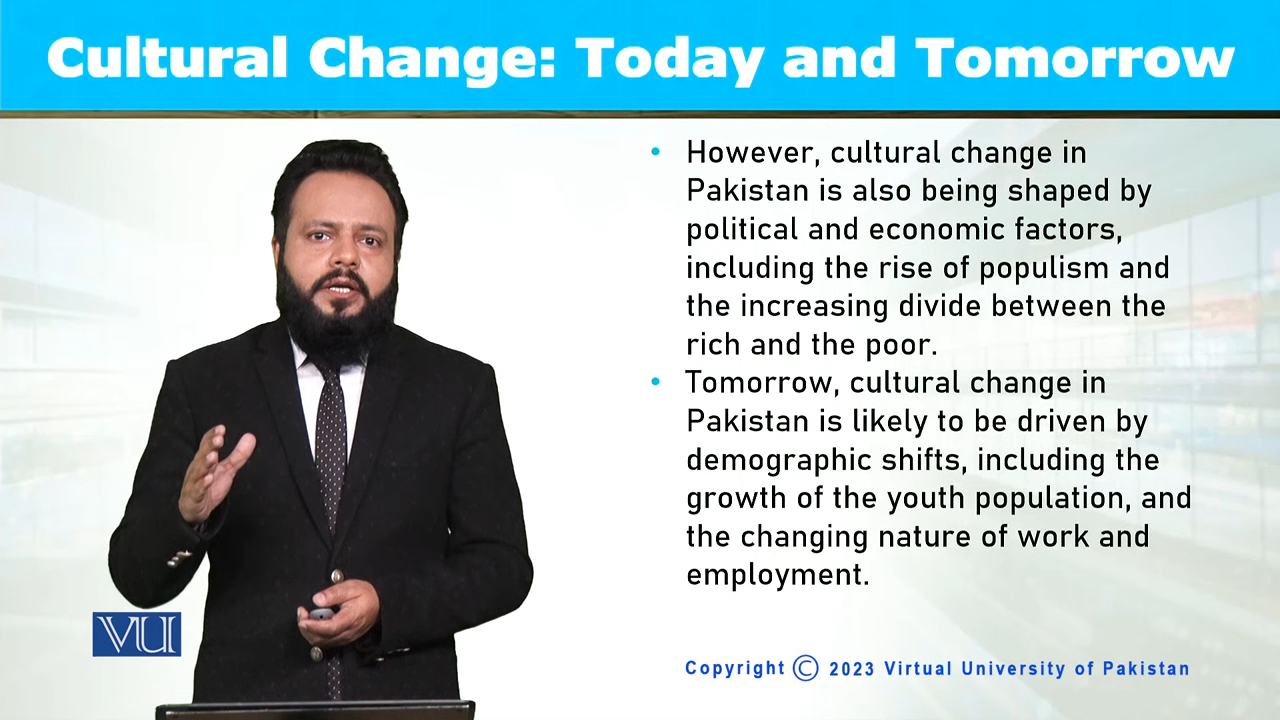 Cultural Change: Today and Tomorrow
• However, cultural change in
Pakistan is also being shaped by
political and economic factors,
including the rise of populism and
the increasing divide between the
rich and the poor.
• Tomorrow, cultural change in
Pakistan is likely to be driven by
demographic shifts, including the
growth of the youth population, and
the changing nature of work and
employment.
VU
Copyright © 2023 Virtual University of Pakistan